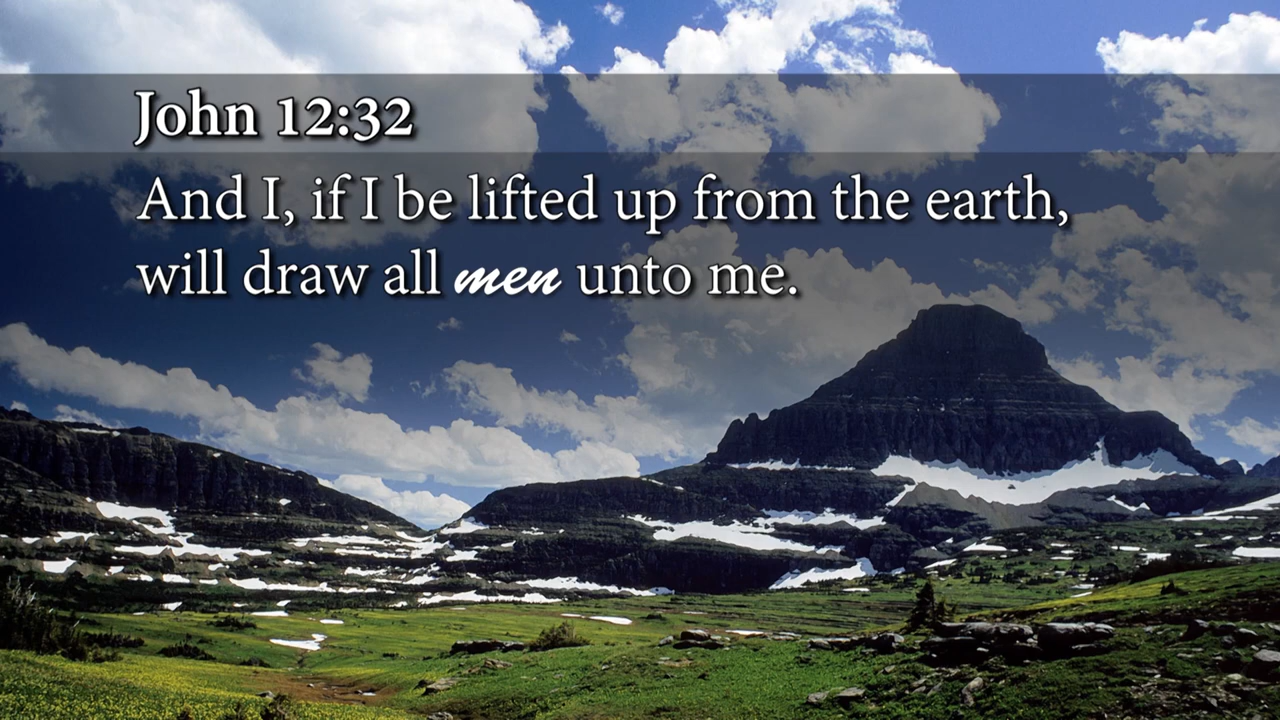 John 12:32
And I, if I be lifted up from the earth,
will draw all men unto me.